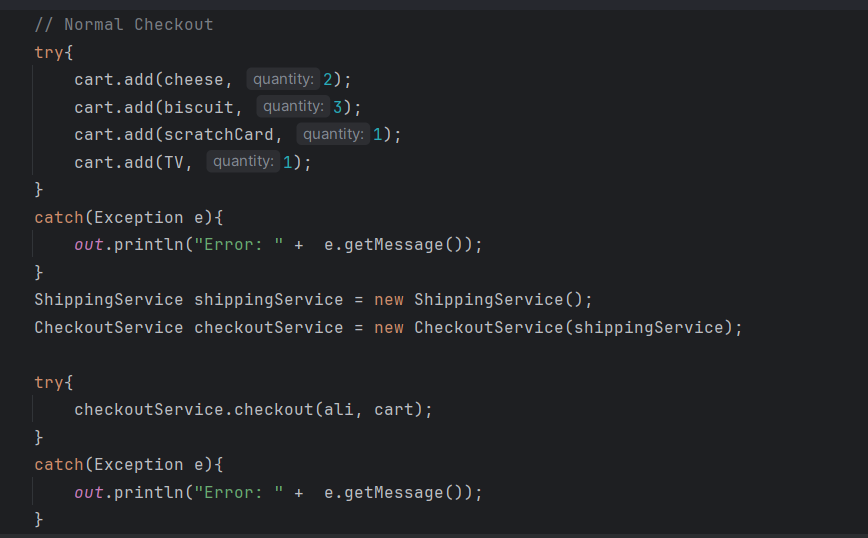 // Normal Checkout
try{
cart.add(cheese, quantity: 2);
cart.add(biscuit, quantity: 3);
cart.add(scratchCard, quantity: 1);
cart.add(TV, quantity: 1);
}
catch(Exception e){
out.println("Error: " +  e.getMessage());
}
ShippingService shippingService = new ShippingService();
CheckoutService checkoutService = new CheckoutService(shippingService);
try{
checkoutService.checkout(ali, cart);
}
catch(Exception e){
out.println("Error: " +  e.getMessage());
}